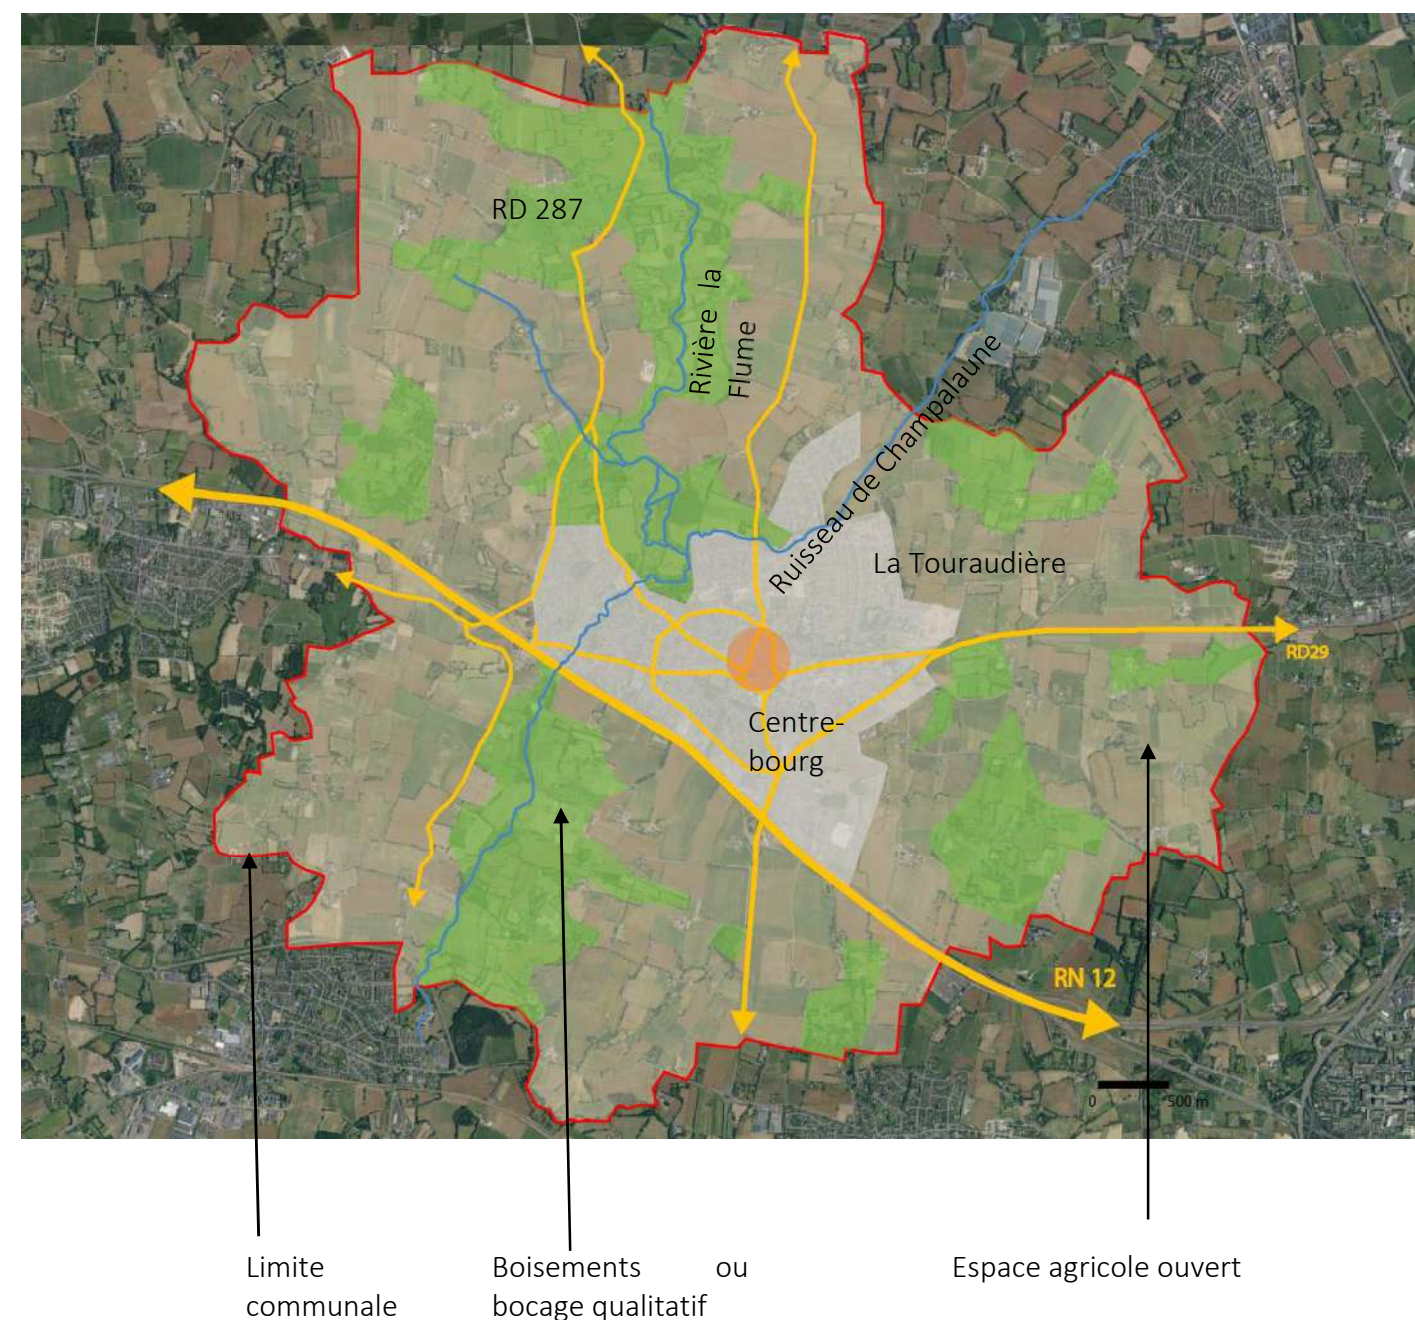 RD 287
Rivière la
Flume
Ruisseau de Champalaune
La Touraudière
RD29
Centre-
bourg
RN 12
0 500 m
Limite
communale
Boisements ou
bocage qualitatif
Espace agricole ouvert